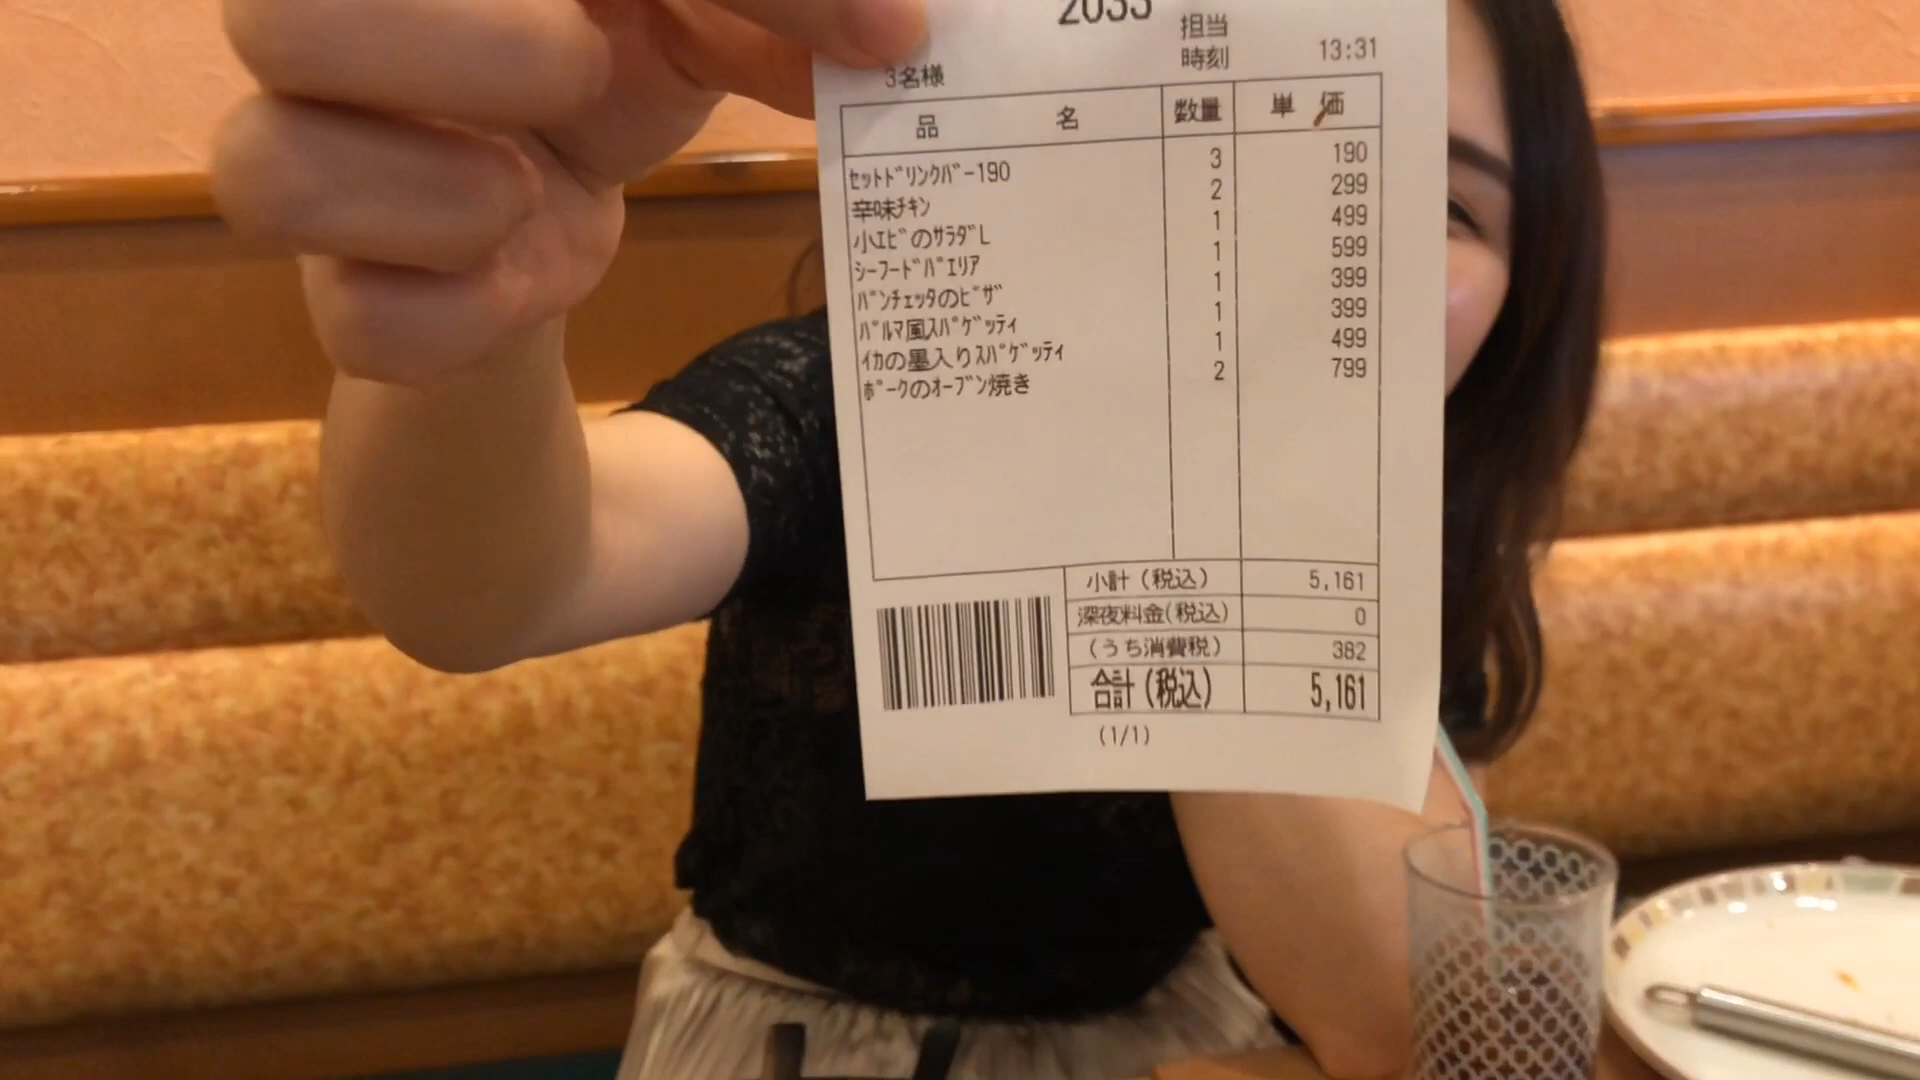 2035
担当
3名様 時刻 13:31
品名 数量 単価
ｾｯﾄﾄﾞﾘﾝｸﾊﾞｰ190 3 190
辛味ﾁｷﾝ 2 299
小ｴﾋﾞのｻﾗﾀﾞL 1 499
ｼｰﾌｰﾄﾞﾊﾟｴﾘｱ 1 599
ﾊﾟﾝﾁｪｯﾀのﾋﾟｻﾞ 1 399
ﾊﾟﾙﾏ風ｽﾊﾟｹﾞｯﾃｨ 1 399
ｲｶの墨入りｽﾊﾟｹﾞｯﾃｨ 1 499
ﾎﾟｰｸのｵｰﾌﾞﾝ焼き 2 799
小計(税込) 5,161
深夜料金(税込) 0
(うち消費税) 382
合計(税込) 5,161
(1/1)